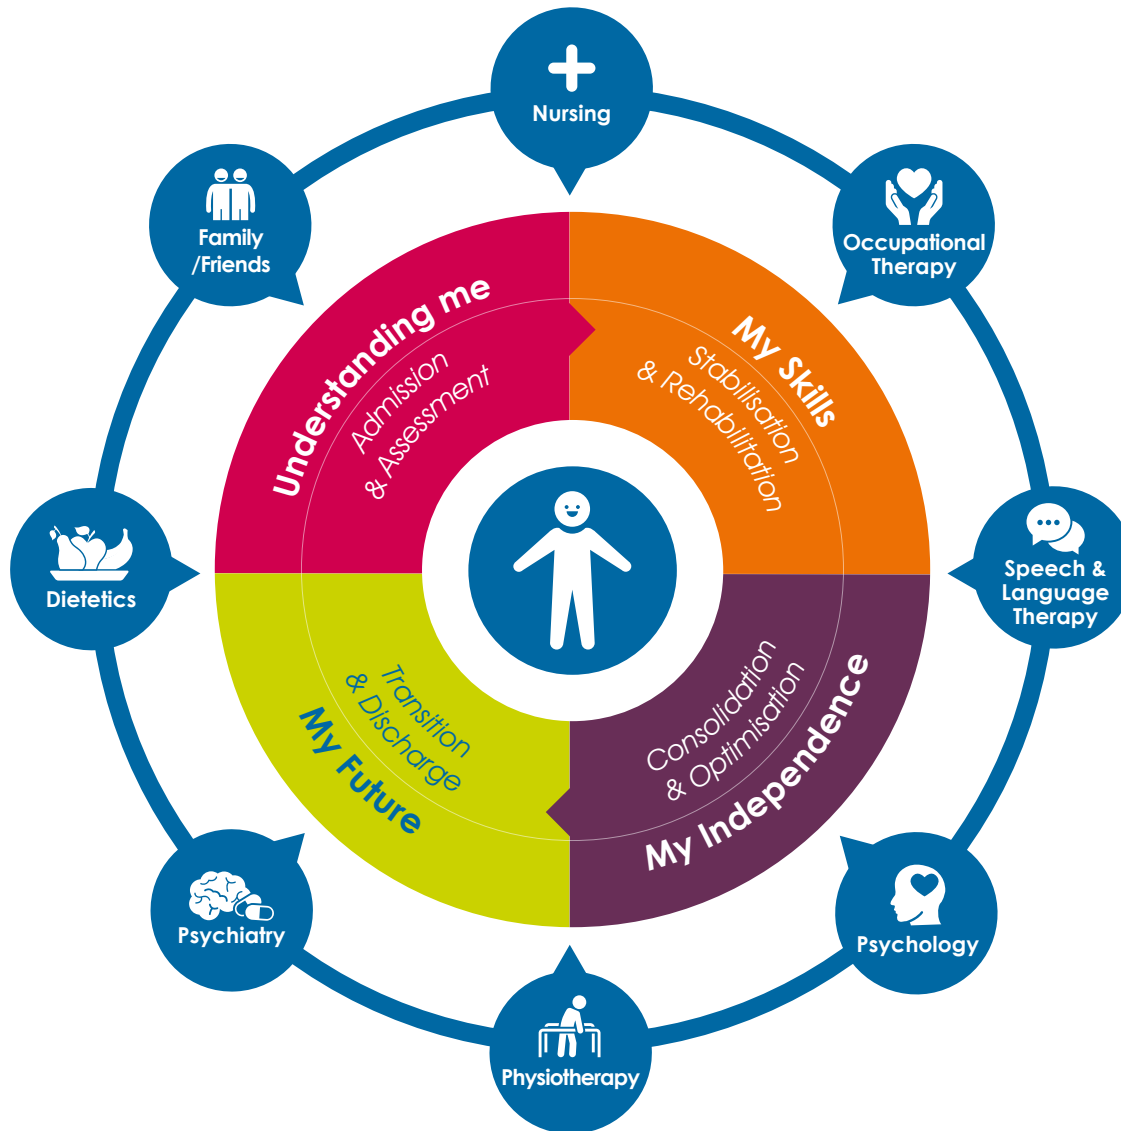 Nursing
Occupational
Therapy
Speech &
Language
Therapy
Psychology
Physiotherapy
Psychiatry
Dietetics
Family
/Friends
Understanding me
Admission
& Assessment
My Skills
Stabilisation
& Rehabilitation
My Independence
Consolidation
& Optimisation
My Future
Transition
& Discharge